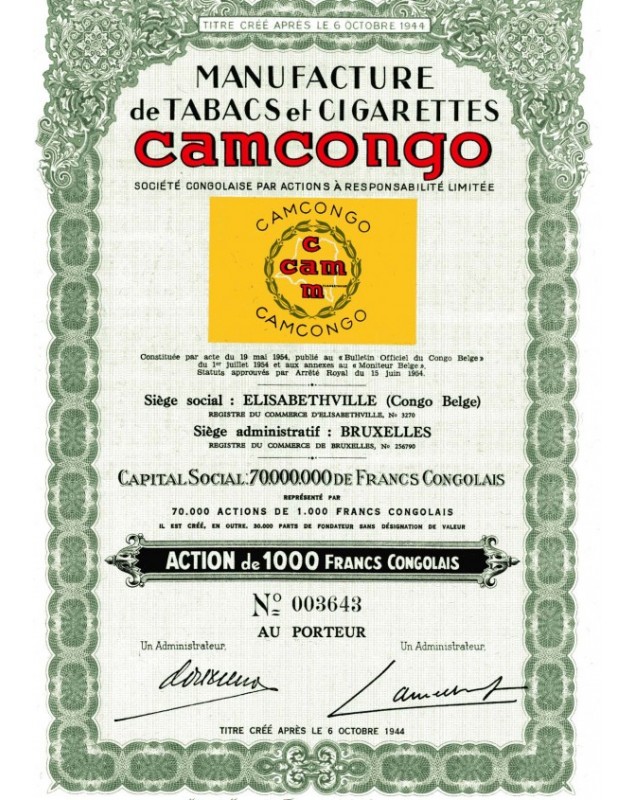 TITRE CRÉÉ APRÈS LE 6 OCTOBRE 1944
MANUFACTURE
de TABACS et CIGARETTES
camcongo
SOCIÉTÉ CONGOLAISE PAR ACTIONS À RESPONSABILITÉ LIMITÉE
CAMCONGO
c
cam
m
CAMCONGO
Constituée par acte du 19 mai 1954, publié au « Bulletin Officiel du Congo Belge »
du 1er juillet 1954 et aux annexes au « Moniteur Belge ».
Statuts approuvés par Arrêté Royal du 15 juin 1954.
Siège social : ELISABETHVILLE (Congo Belge)
REGISTRE DU COMMERCE D'ELISABETHVILLE, No 3270
Siège administratif : BRUXELLES
REGISTRE DU COMMERCE DE BRUXELLES, No 256790
CAPITAL SOCIAL: 70.000.000 DE FRANCS CONGOLAIS
REPRÉSENTÉ PAR
70.000 ACTIONS DE 1.000 FRANCS CONGOLAIS
IL EST CRÉÉ, EN OUTRE, 30.000 PARTS DE FONDATEUR SANS DÉSIGNATION DE VALEUR
ACTION de 1000 FRANCS CONGOLAIS
No 003643
AU PORTEUR
Un Administrateur, Un Administrateur,
TITRE CRÉÉ APRÈS LE 6 OCTOBRE 1944